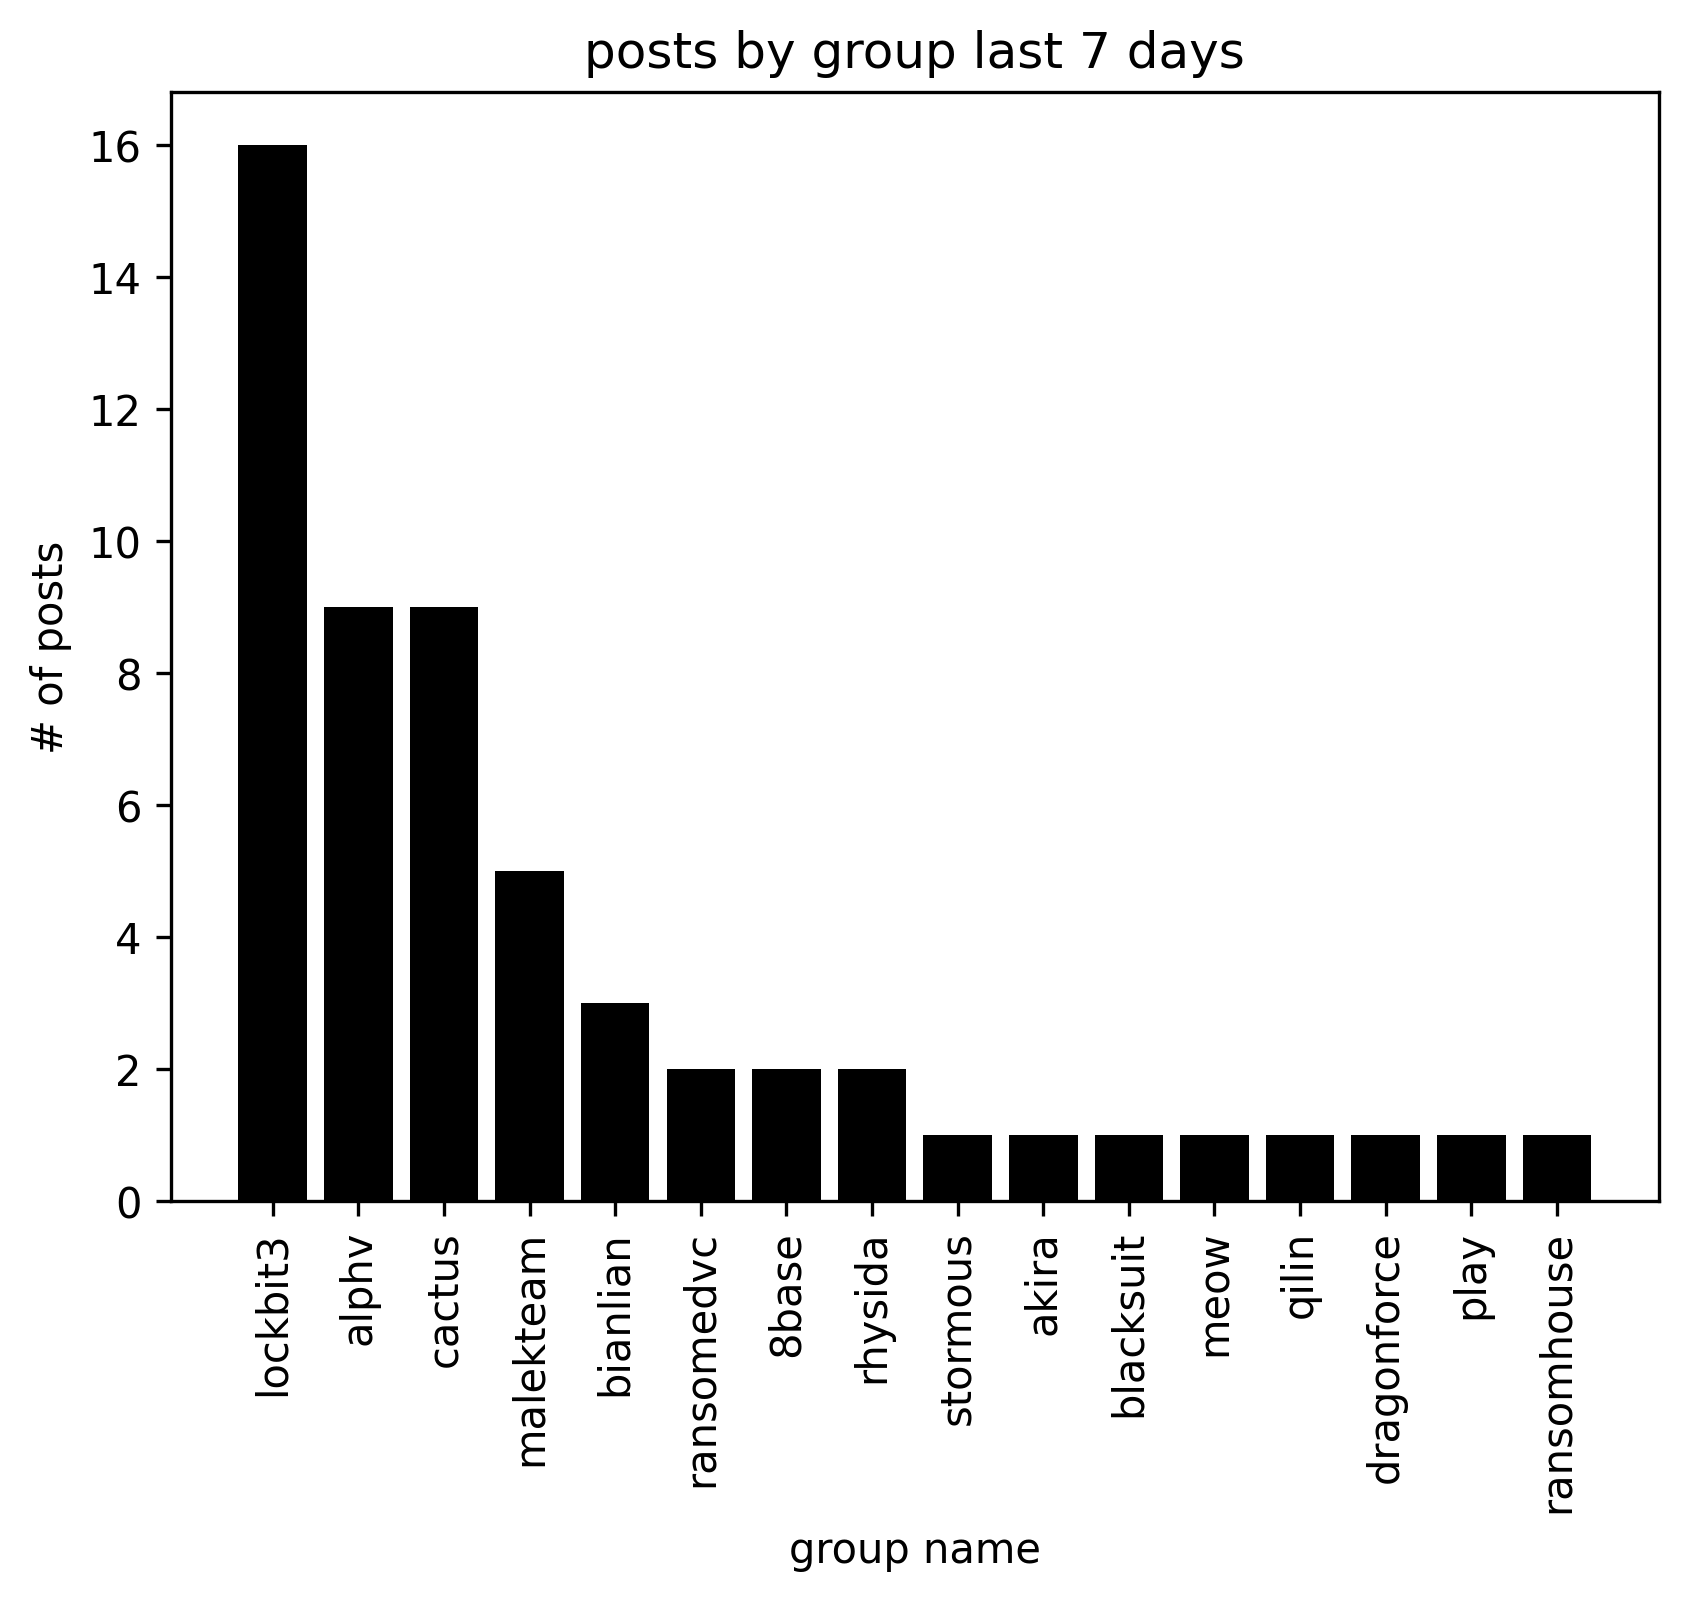 posts by group last 7 days
# of posts
16
14
12
10
8
6
4
2
0
lockbit3
alphv
cactus
malekteam
bianlian
ransomedvc
8base
rhysida
stormous
akira
blacksuit
meow
qilin
dragonforce
play
ransomhouse
group name